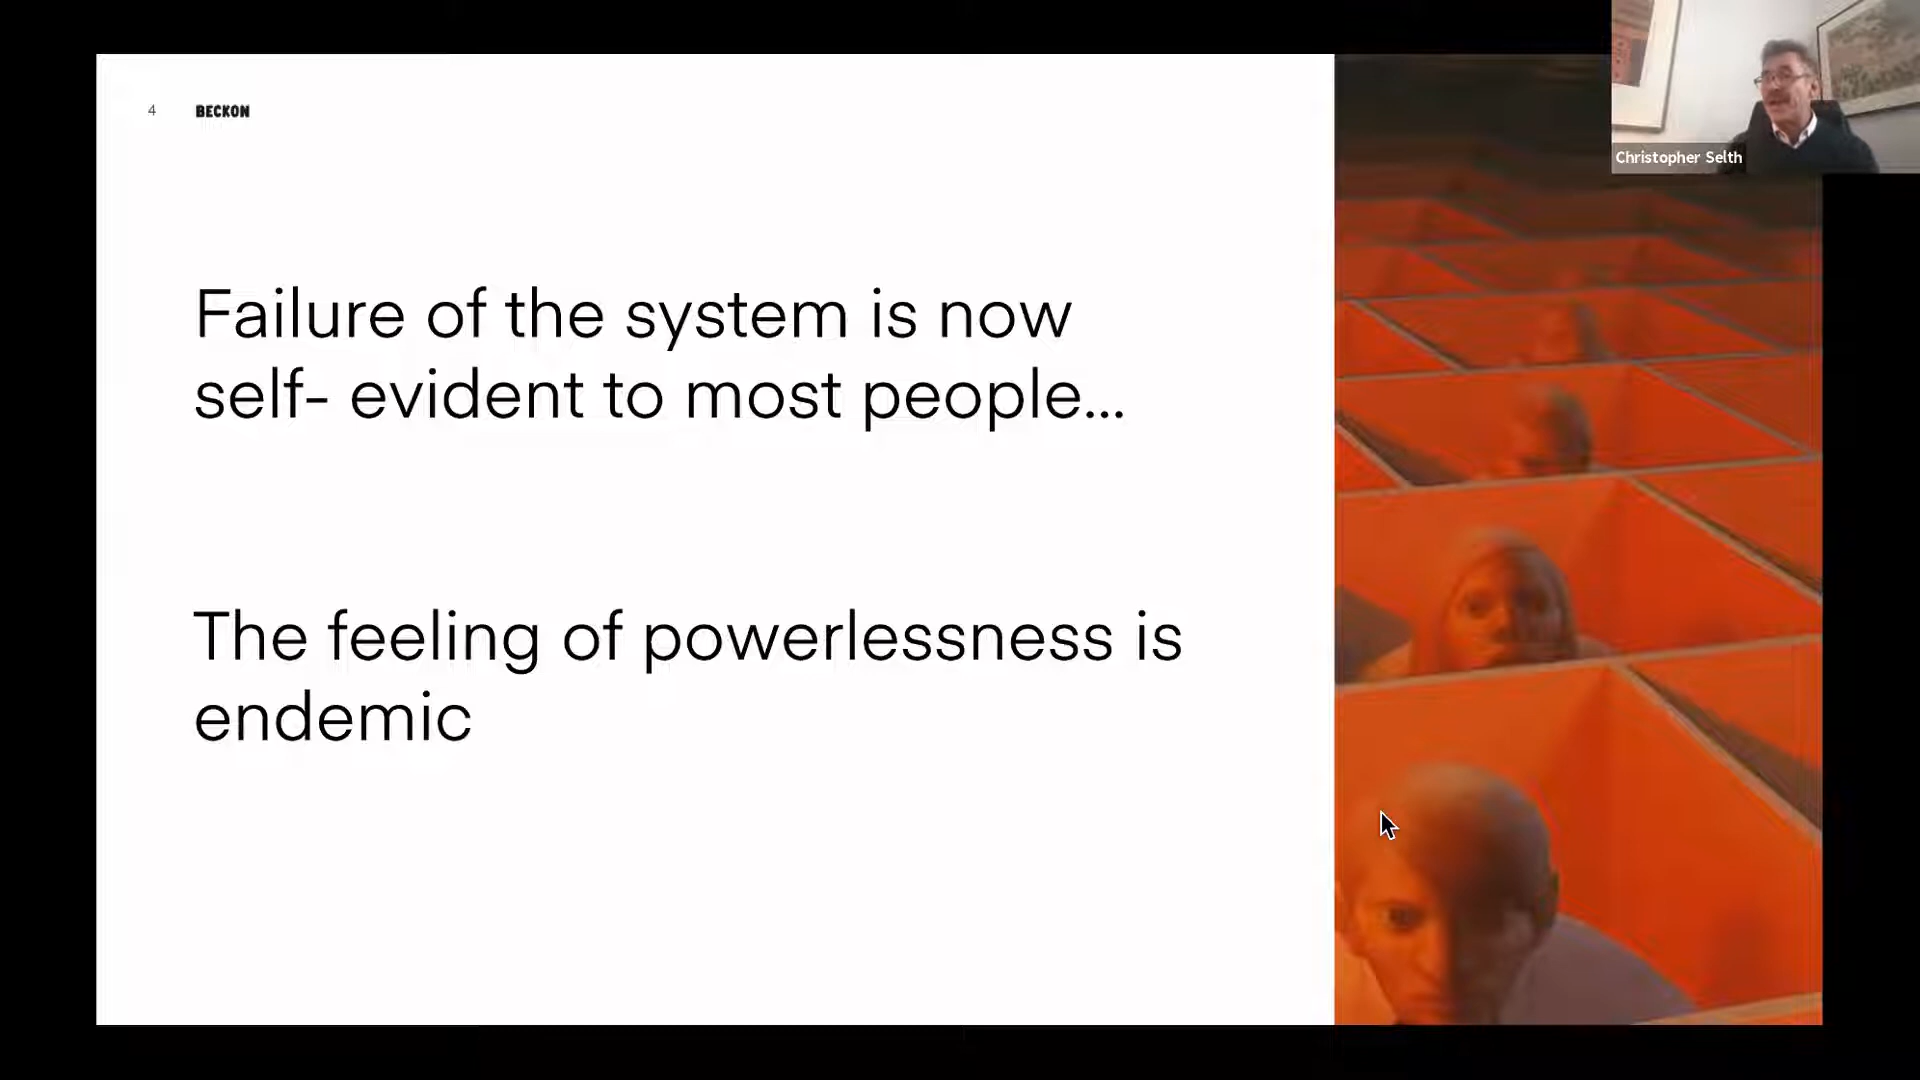 4 BECKON
Failure of the system is now
self- evident to most people...
The feeling of powerlessness is
endemic
Christopher Selth